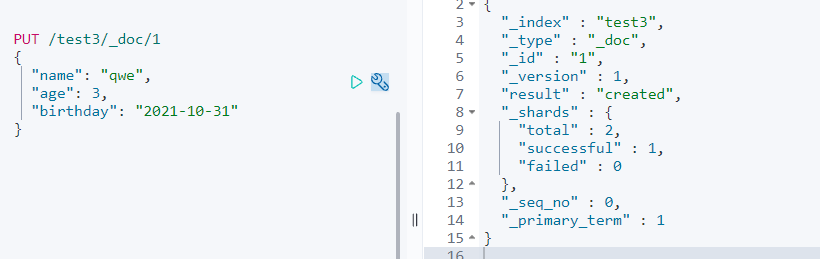 PUT /test3/_doc/1
{
  "name": "qwe",
  "age": 3,
  "birthday": "2021-10-31"
}
2 {
3   "_index" : "test3",
4   "_type" : "_doc",
5   "_id" : "1",
6   "_version" : 1,
7   "result" : "created",
8   "_shards" : {
9     "total" : 2,
10     "successful" : 1,
11     "failed" : 0
12   },
13   "_seq_no" : 0,
14   "_primary_term" : 1
15 }
16